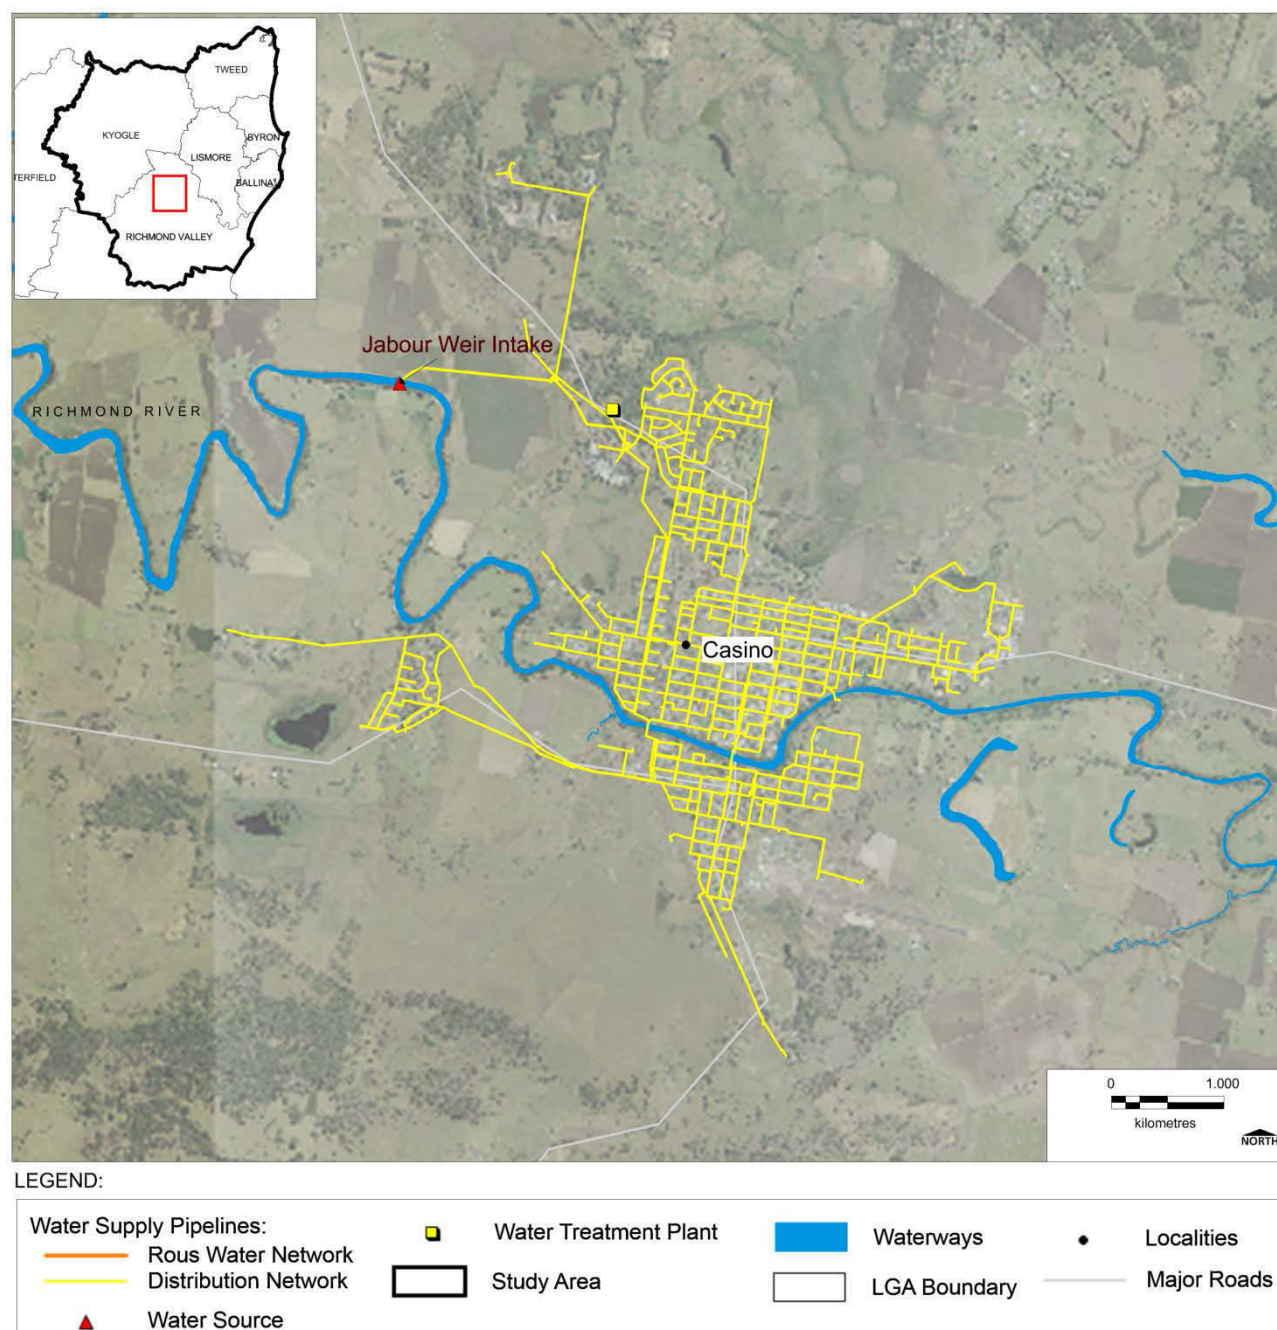 TWEED
KYOGLE
BYRON
LISMORE
TERFIELD
BALLINA
RICHMOND VALLEY
Jabour Weir Intake
RICHMOND RIVER
Casino
0 1.000
kilometres
NORTH
LEGEND:
Water Supply Pipelines:
Rous Water Network
Distribution Network
Water Source
Water Treatment Plant
Study Area
Waterways
LGA Boundary
Localities
Major Roads